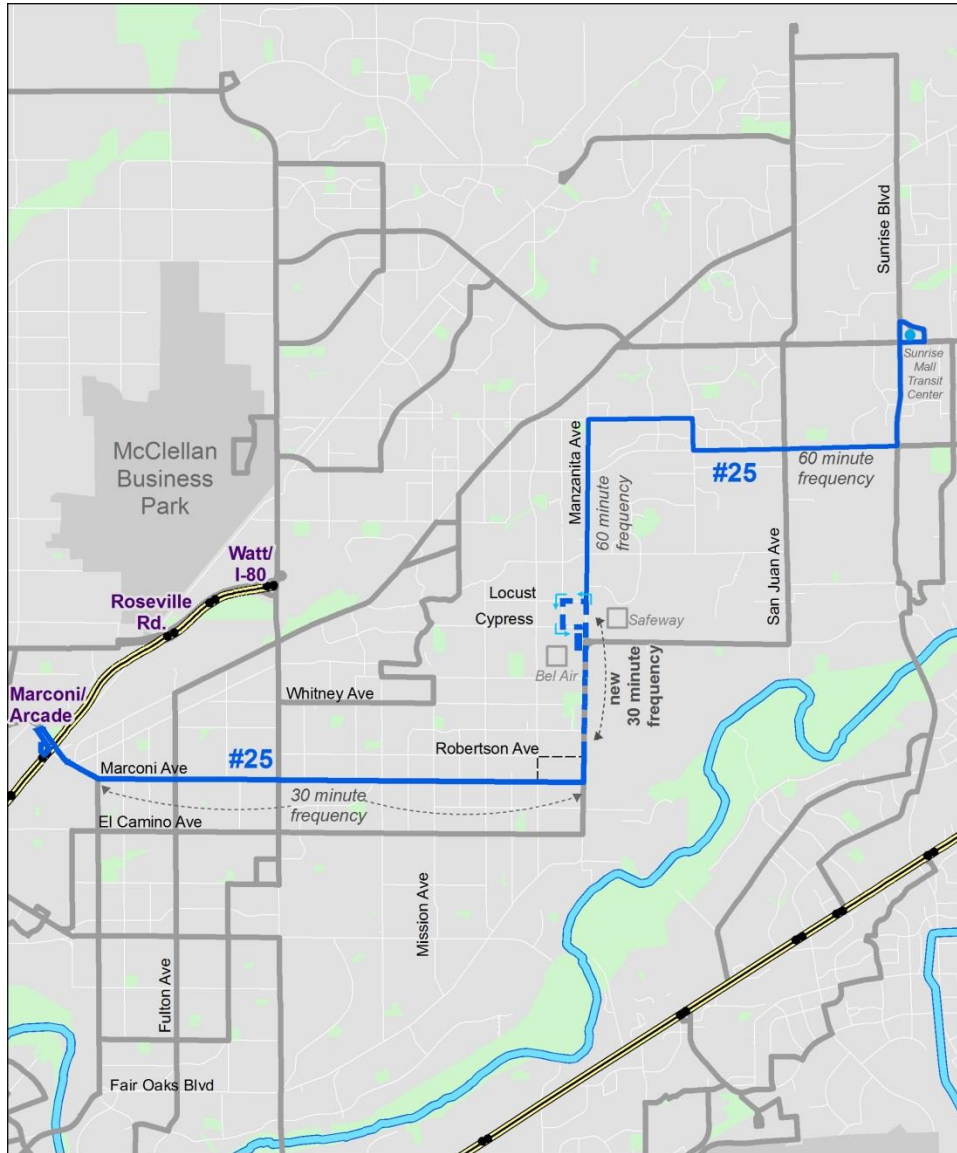 Sunrise Blvd
Sunrise
Mall
Transit
Center
McClellan
Business
Park
Manzanita Ave
60 minute
frequency
#25
60 minute
frequency
San Juan Ave
Watt/
I-80
Roseville
Rd.
Locust
Cypress
Safeway
Bel Air
new
30 minute
frequency
Marconi/
Arcade
Whitney Ave
Robertson Ave
#25
Marconi Ave
30 minute
frequency
El Camino Ave
Mission Ave
Fulton Ave
Fair Oaks Blvd